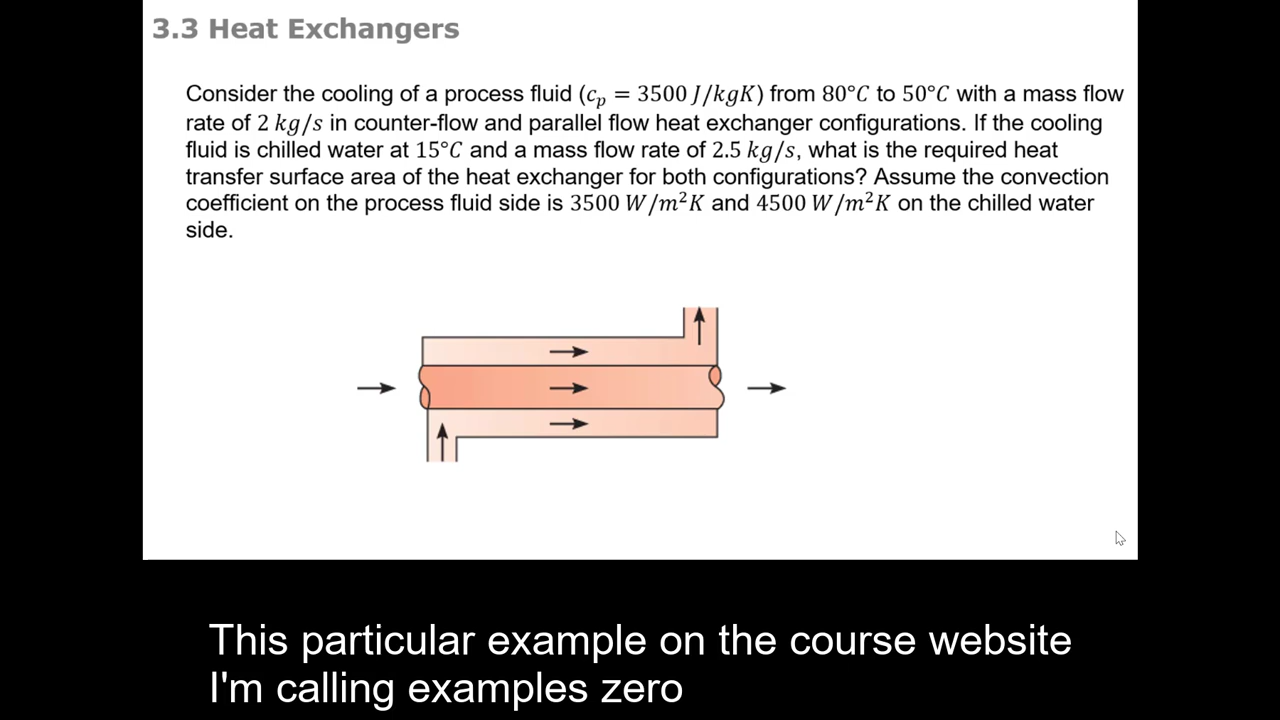 3.3 Heat Exchangers
Consider the cooling of a process fluid (cₚ = 3500 J/kgK) from 80°C to 50°C with a mass flow
rate of 2 kg/s in counter-flow and parallel flow heat exchanger configurations. If the cooling
fluid is chilled water at 15°C and a mass flow rate of 2.5 kg/s, what is the required heat
transfer surface area of the heat exchanger for both configurations? Assume the convection
coefficient on the process fluid side is 3500 W/m²K and 4500 W/m²K on the chilled water
side.
This particular example on the course website
I'm calling examples zero